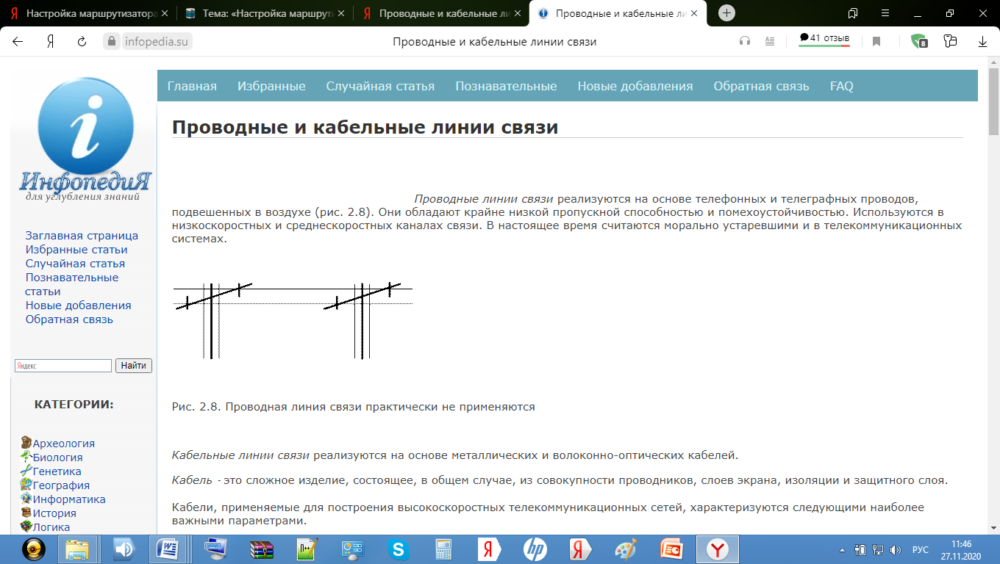 Настройка маршрутизатора
Тема: «Настройка маршрут
Проводные и кабельные ли
Проводные и кабельные ли
infopedia.su
Проводные и кабельные линии связи
41 отзыв
8
Главная Избранные Случайная статья Познавательные Новые добавления Обратная связь FAQ
ИнфопедиЯ
для углубления знаний
Заглавная страница
Избранные статьи
Случайная статья
Познавательные
статьи
Новые добавления
Обратная связь
Яндекс
Найти
КАТЕГОРИИ:
Археология
Биология
Генетика
География
Информатика
История
Логика
Проводные и кабельные линии связи
Проводные линии связи реализуются на основе телефонных и телеграфных проводов,
подвешенных в воздухе (рис. 2.8). Они обладают крайне низкой пропускной способностью и помехоустойчивостью. Используются в
низкоскоростных и среднескоростных каналах связи. В настоящее время считаются морально устаревшими и в телекоммуникационных
системах.
Рис. 2.8. Проводная линия связи практически не применяются
Кабельные линии связи реализуются на основе металлических и волоконно-оптических кабелей.
Кабель - это сложное изделие, состоящее, в общем случае, из совокупности проводников, слоев экрана, изоляции и защитного слоя.
Кабели, применяемые для построения высокоскоростных телекоммуникационных сетей, характеризуются следующими наиболее
важными параметрами.
РУС
11:46
27.11.2020